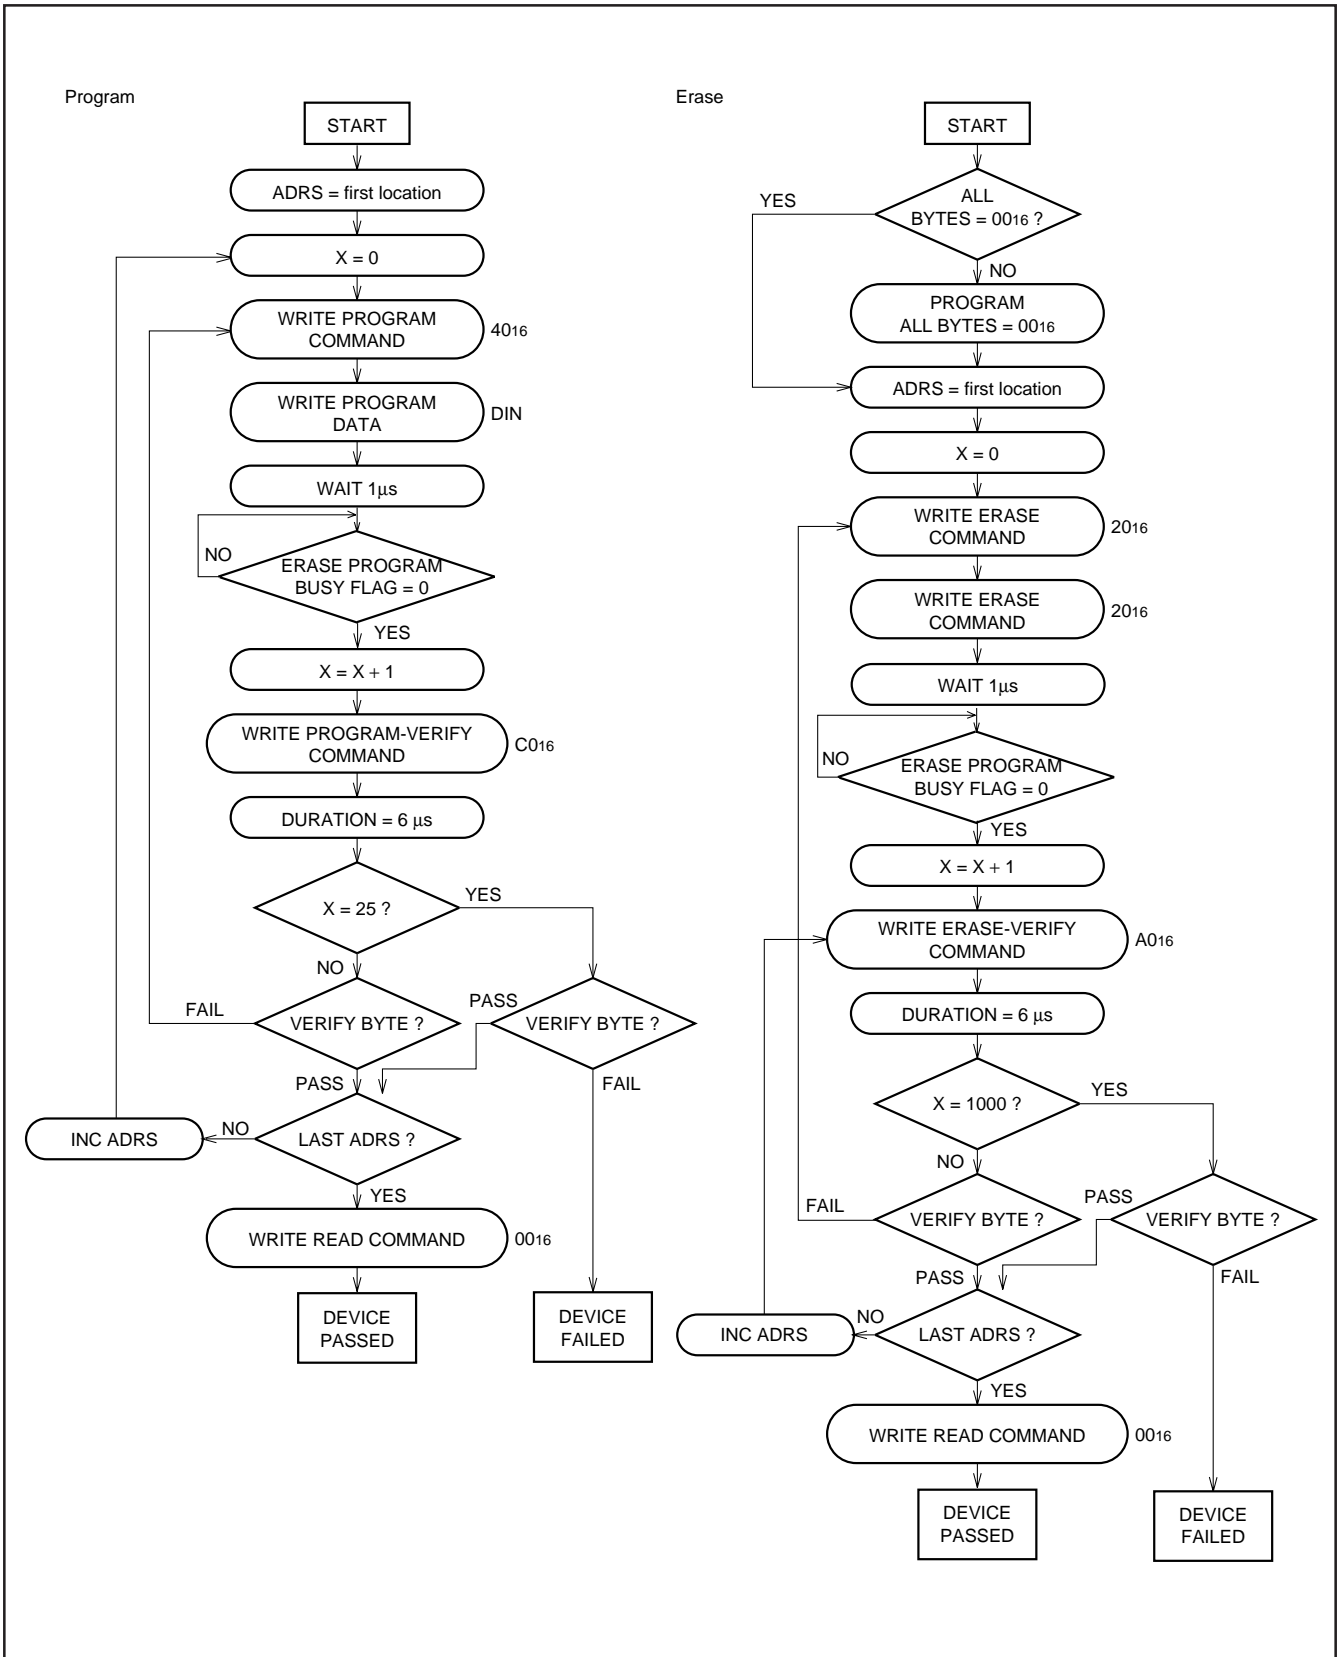 Program
START
ADRS = first location
X = 0
WRITE PROGRAM
COMMAND
4016
WRITE PROGRAM
DATA
DIN
WAIT 1µs
NO
ERASE PROGRAM
BUSY FLAG = 0
YES
X = X + 1
WRITE PROGRAM-VERIFY
COMMAND
C016
DURATION = 6 µs
X = 25 ?
YES
NO
FAIL
VERIFY BYTE ?
PASS
VERIFY BYTE ?
PASS
FAIL
INC ADRS
NO
LAST ADRS ?
YES
WRITE READ COMMAND
0016
DEVICE
PASSED
DEVICE
FAILED
Erase
START
YES
ALL
BYTES = 0016 ?
NO
PROGRAM
ALL BYTES = 0016
ADRS = first location
X = 0
WRITE ERASE
COMMAND
2016
WRITE ERASE
COMMAND
2016
WAIT 1µs
NO
ERASE PROGRAM
BUSY FLAG = 0
YES
X = X + 1
WRITE ERASE-VERIFY
COMMAND
A016
DURATION = 6 µs
X = 1000 ?
YES
NO
FAIL
VERIFY BYTE ?
PASS
VERIFY BYTE ?
PASS
FAIL
INC ADRS
NO
LAST ADRS ?
YES
WRITE READ COMMAND
0016
DEVICE
PASSED
DEVICE
FAILED